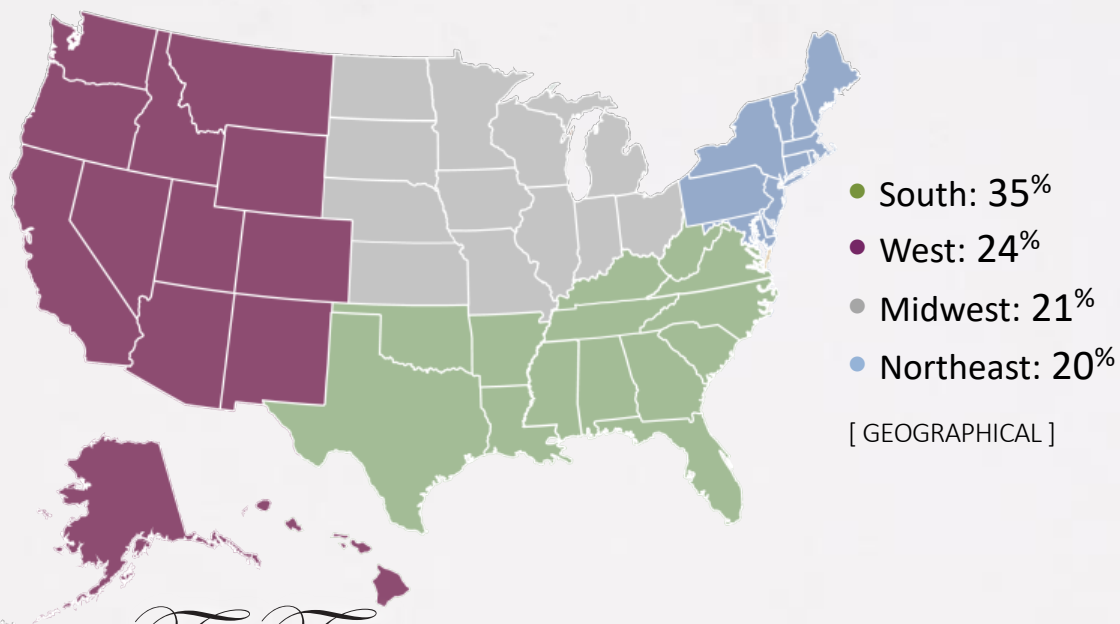 South: 35%
West: 24%
Midwest: 21%
Northeast: 20%
[ GEOGRAPHICAL ]